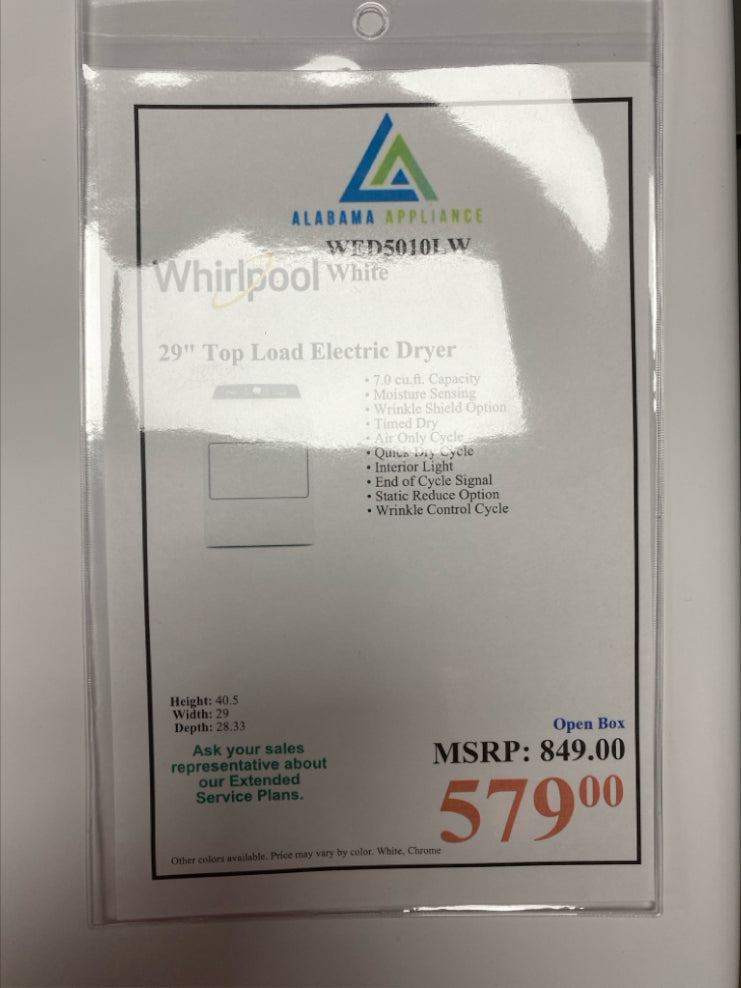 ALABAMA APPLIANCE
WED5010LW
Whirlpool White
29" Top Load Electric Dryer
• 7.0 cu.ft. Capacity
• Moisture Sensing
• Wrinkle Shield Option
• Timed Dry
• Air Only Cycle
• Quick Dry Cycle
• Interior Light
• End of Cycle Signal
• Static Reduce Option
• Wrinkle Control Cycle
Height: 40.5
Width: 29
Depth: 28.33
Ask your sales
representative about
our Extended
Service Plans.
Open Box
MSRP: 849.00
57900
Other colors available. Price may vary by color. White, Chrome